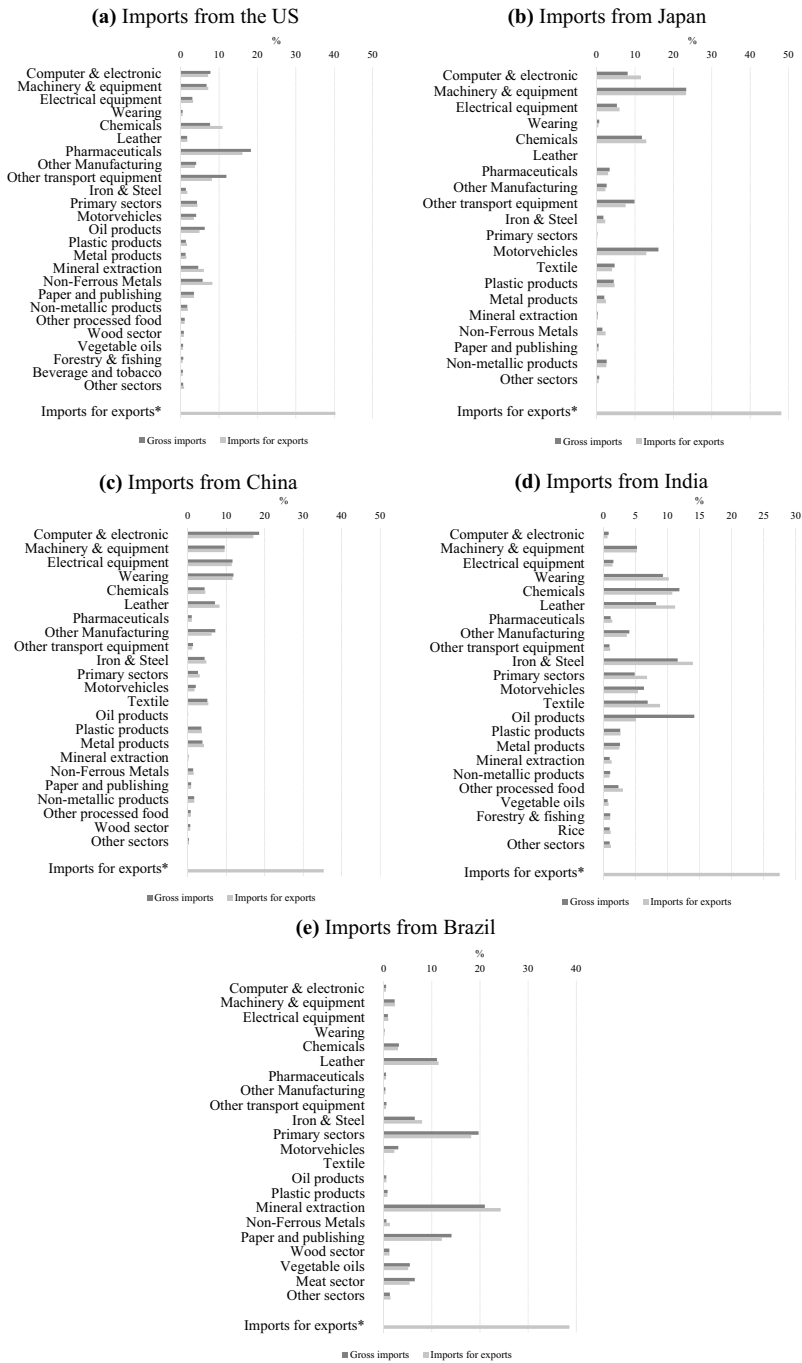 (a) Imports from the US
%
0 10 20 30 40 50
Computer & electronic
Machinery & equipment
Electrical equipment
Wearing
Chemicals
Leather
Pharmaceuticals
Other Manufacturing
Other transport equipment
Iron & Steel
Primary sectors
Motorvehicles
Oil products
Plastic products
Metal products
Mineral extraction
Non-Ferrous Metals
Paper and publishing
Non-metallic products
Other processed food
Wood sector
Vegetable oils
Forestry & fishing
Beverage and tobacco
Other sectors
Imports for exports*
Gross imports Imports for exports
(b) Imports from Japan
%
0 10 20 30 40 50
Computer & electronic
Machinery & equipment
Electrical equipment
Wearing
Chemicals
Leather
Pharmaceuticals
Other Manufacturing
Other transport equipment
Iron & Steel
Primary sectors
Motorvehicles
Textile
Plastic products
Metal products
Mineral extraction
Non-Ferrous Metals
Paper and publishing
Non-metallic products
Other sectors
Imports for exports*
Gross imports Imports for exports
(c) Imports from China
%
0 10 20 30 40 50
Computer & electronic
Machinery & equipment
Electrical equipment
Wearing
Chemicals
Leather
Pharmaceuticals
Other Manufacturing
Other transport equipment
Iron & Steel
Primary sectors
Motorvehicles
Textile
Oil products
Plastic products
Metal products
Mineral extraction
Non-Ferrous Metals
Paper and publishing
Non-metallic products
Other processed food
Wood sector
Other sectors
Imports for exports*
Gross imports Imports for exports
(d) Imports from India
%
0 5 10 15 20 25 30
Computer & electronic
Machinery & equipment
Electrical equipment
Wearing
Chemicals
Leather
Pharmaceuticals
Other Manufacturing
Other transport equipment
Iron & Steel
Primary sectors
Motorvehicles
Textile
Oil products
Plastic products
Metal products
Mineral extraction
Non-metallic products
Other processed food
Vegetable oils
Forestry & fishing
Rice
Other sectors
Imports for exports*
Gross imports Imports for exports
(e) Imports from Brazil
%
0 10 20 30 40
Computer & electronic
Machinery & equipment
Electrical equipment
Wearing
Chemicals
Leather
Pharmaceuticals
Other Manufacturing
Other transport equipment
Iron & Steel
Primary sectors
Motorvehicles
Textile
Oil products
Plastic products
Mineral extraction
Non-Ferrous Metals
Paper and publishing
Wood sector
Vegetable oils
Meat sector
Other sectors
Imports for exports*
Gross imports Imports for exports